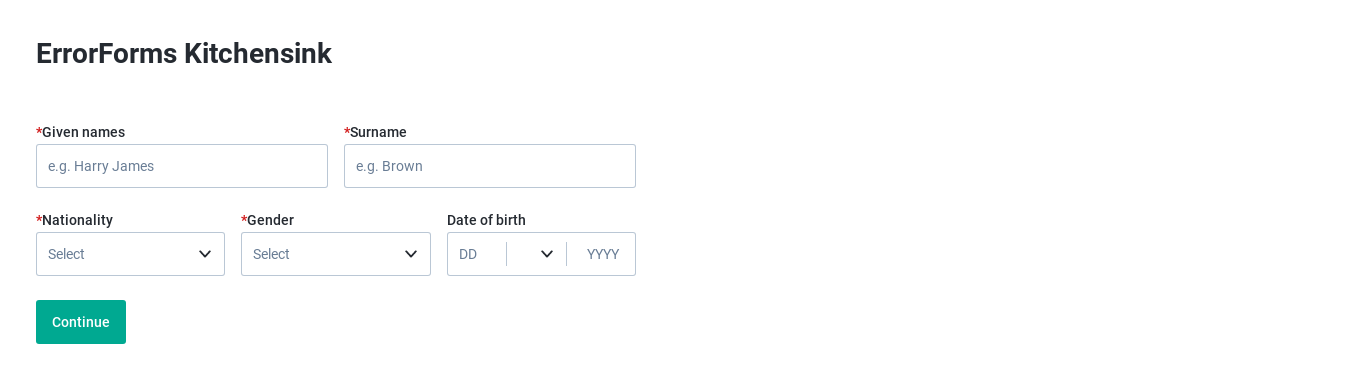 ErrorForms Kitchensink
*Given names *Surname
e.g. Harry James e.g. Brown
*Nationality *Gender Date of birth
Select Select DD YYYY
Continue